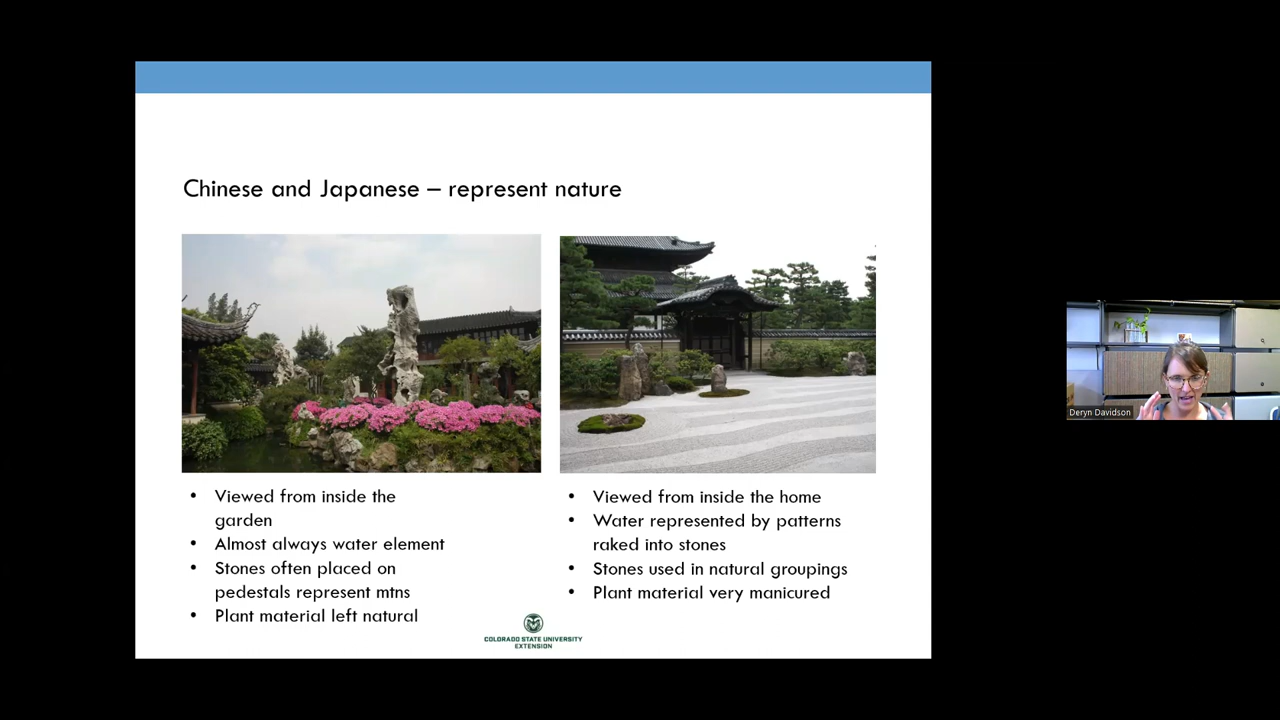 Chinese and Japanese – represent nature
• Viewed from inside the
garden
• Almost always water element
• Stones often placed on
pedestals represent mtns
• Plant material left natural
• Viewed from inside the home
• Water represented by patterns
raked into stones
• Stones used in natural groupings
• Plant material very manicured
COLORADO STATE UNIVERSITY
EXTENSION
Deryn Davidson